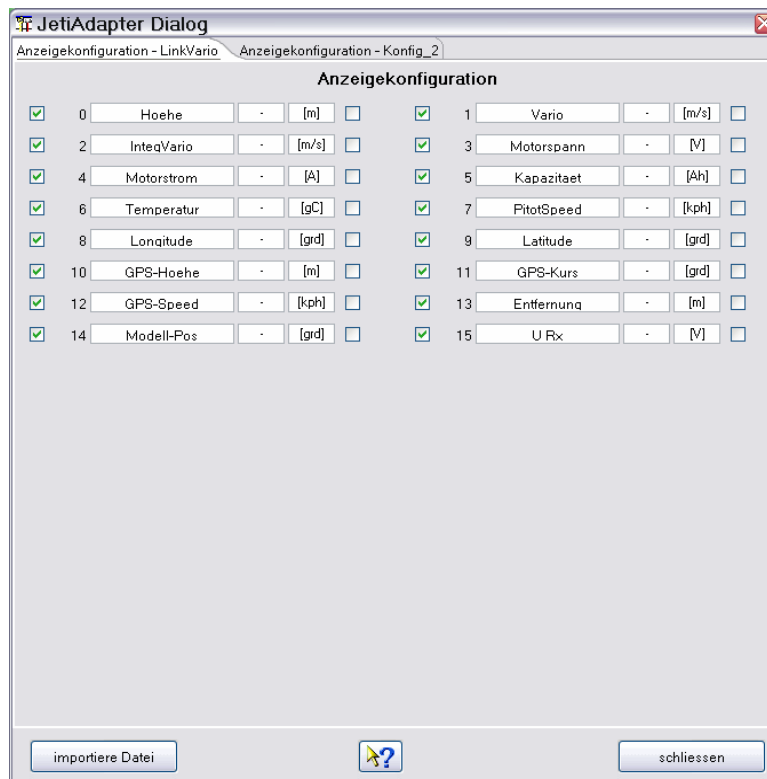 JetiAdapter Dialog
Anzeigekonfiguration - LinkVario Anzeigekonfiguration - Konfig_2
Anzeigekonfiguration
0 Hoehe - [m] 1 Vario - [m/s]
2 IntegVario - [m/s] 3 Motorspann - [V]
4 Motorstrom - [A] 5 Kapazitaet - [Ah]
6 Temperatur - [gC] 7 PitotSpeed - [kph]
8 Longitude - [grd] 9 Latitude - [grd]
10 GPS-Hoehe - [m] 11 GPS-Kurs - [grd]
12 GPS-Speed - [kph] 13 Entfernung - [m]
14 Modell-Pos - [grd] 15 U Rx - [V]
importiere Datei ? schliessen